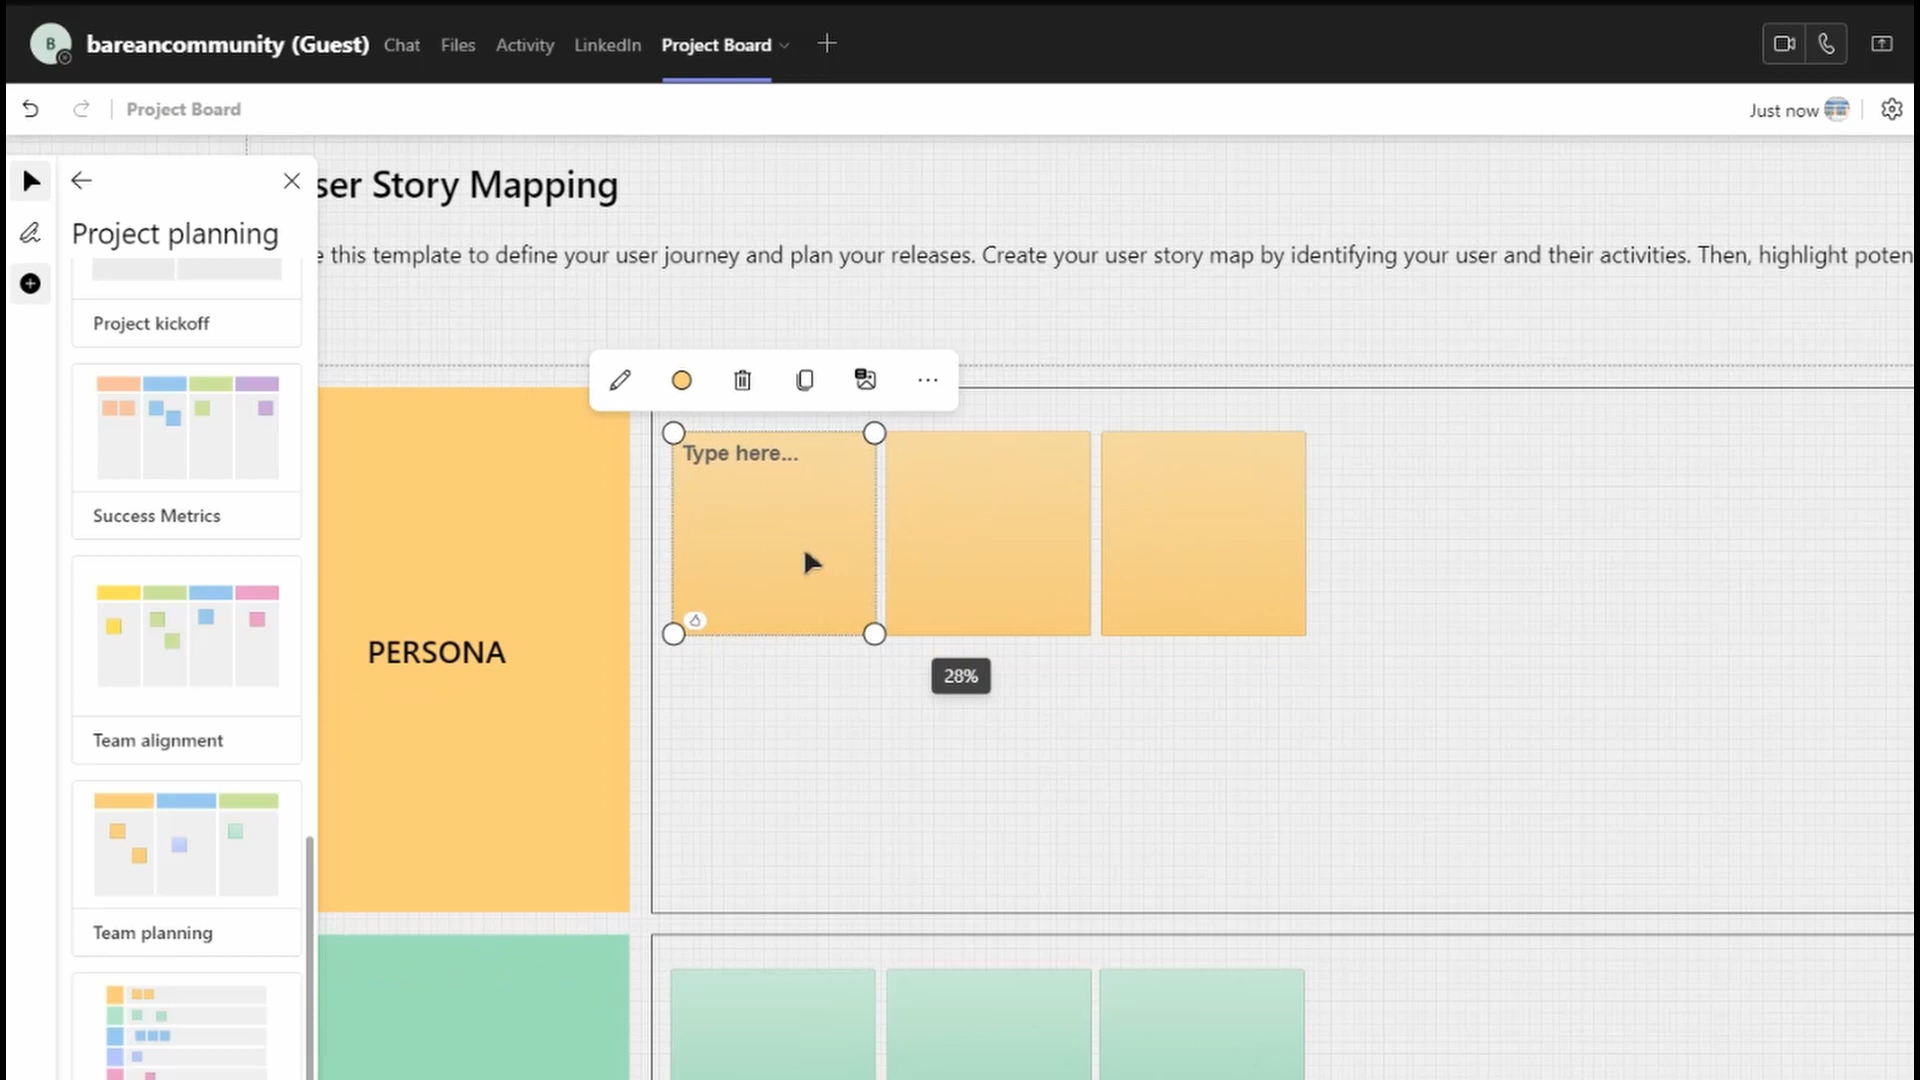 B bareancommunity (Guest) Chat Files Activity LinkedIn Project Board
Project Board Just now
ser Story Mapping
Project planning
e this template to define your user journey and plan your releases. Create your user story map by identifying your user and their activities. Then, highlight poten
Project kickoff
Type here...
Success Metrics
PERSONA
28%
Team alignment
Team planning